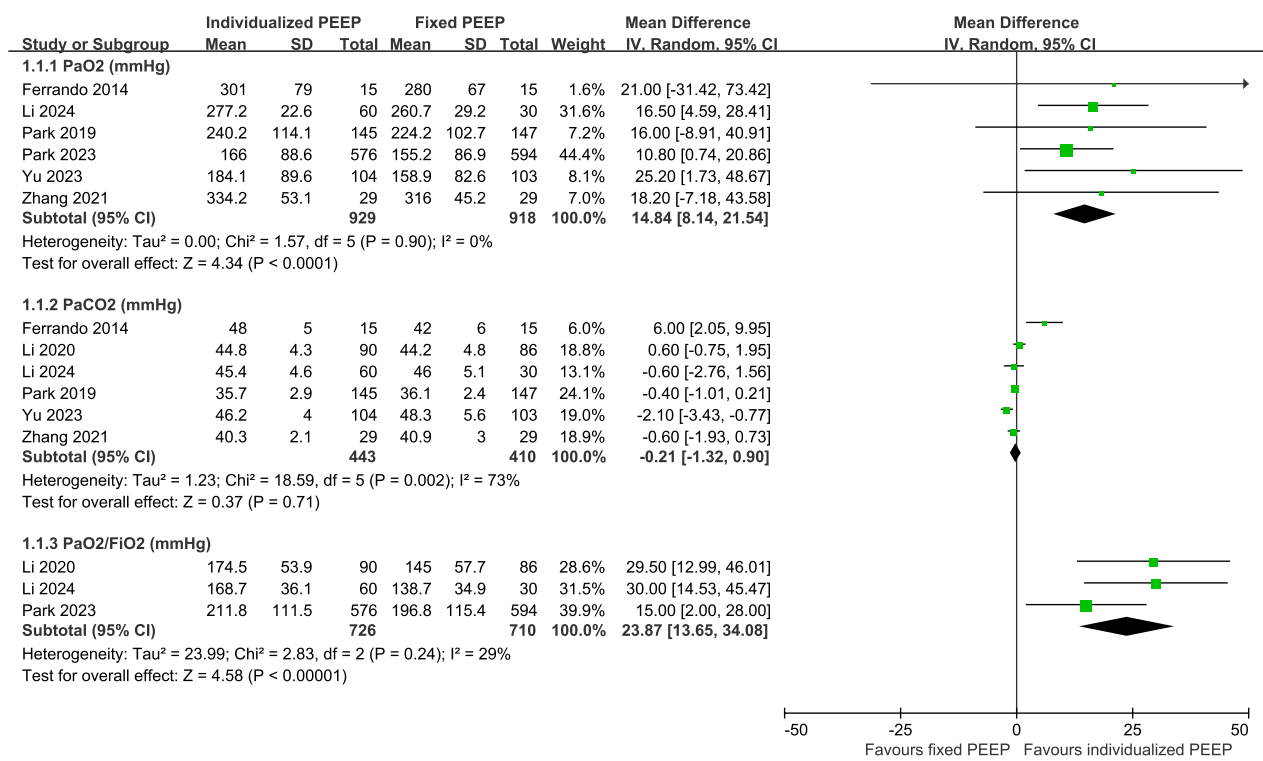 Individualized PEEP Fixed PEEP Mean Difference Mean Difference
Study or Subgroup Mean SD Total Mean SD Total Weight IV, Random, 95% CI IV, Random, 95% CI
1.1.1 PaO2 (mmHg)
Ferrando 2014 301 79 15 280 67 15 1.6% 21.00 [-31.42, 73.42]
Li 2024 277.2 22.6 60 260.7 29.2 30 31.6% 16.50 [4.59, 28.41]
Park 2019 240.2 114.1 145 224.2 102.7 147 7.2% 16.00 [-8.91, 40.91]
Park 2023 166 88.6 576 155.2 86.9 594 44.4% 10.80 [0.74, 20.86]
Yu 2023 184.1 89.6 104 158.9 82.6 103 8.1% 25.20 [1.73, 48.67]
Zhang 2021 334.2 53.1 29 316 45.2 29 7.0% 18.20 [-7.18, 43.58]
Subtotal (95% CI) 929 918 100.0% 14.84 [8.14, 21.54]
Heterogeneity: Tau² = 0.00; Chi² = 1.57, df = 5 (P = 0.90); I² = 0%
Test for overall effect: Z = 4.34 (P < 0.0001)
1.1.2 PaCO2 (mmHg)
Ferrando 2014 48 5 15 42 6 15 6.0% 6.00 [2.05, 9.95]
Li 2020 44.8 4.3 90 44.2 4.8 86 18.8% 0.60 [-0.75, 1.95]
Li 2024 45.4 4.6 60 46 5.1 30 13.1% -0.60 [-2.76, 1.56]
Park 2019 35.7 2.9 145 36.1 2.4 147 24.1% -0.40 [-1.01, 0.21]
Yu 2023 46.2 4 104 48.3 5.6 103 19.0% -2.10 [-3.43, -0.77]
Zhang 2021 40.3 2.1 29 40.9 3 29 18.9% -0.60 [-1.93, 0.73]
Subtotal (95% CI) 443 410 100.0% -0.21 [-1.32, 0.90]
Heterogeneity: Tau² = 1.23; Chi² = 18.59, df = 5 (P = 0.002); I² = 73%
Test for overall effect: Z = 0.37 (P = 0.71)
1.1.3 PaO2/FiO2 (mmHg)
Li 2020 174.5 53.9 90 145 57.7 86 28.6% 29.50 [12.99, 46.01]
Li 2024 168.7 36.1 60 138.7 34.9 30 31.5% 30.00 [14.53, 45.47]
Park 2023 211.8 111.5 576 196.8 115.4 594 39.9% 15.00 [2.00, 28.00]
Subtotal (95% CI) 726 710 100.0% 23.87 [13.65, 34.08]
Heterogeneity: Tau² = 23.99; Chi² = 2.83, df = 2 (P = 0.24); I² = 29%
Test for overall effect: Z = 4.58 (P < 0.00001)
-50 -25 0 25 50
Favours fixed PEEP Favours individualized PEEP